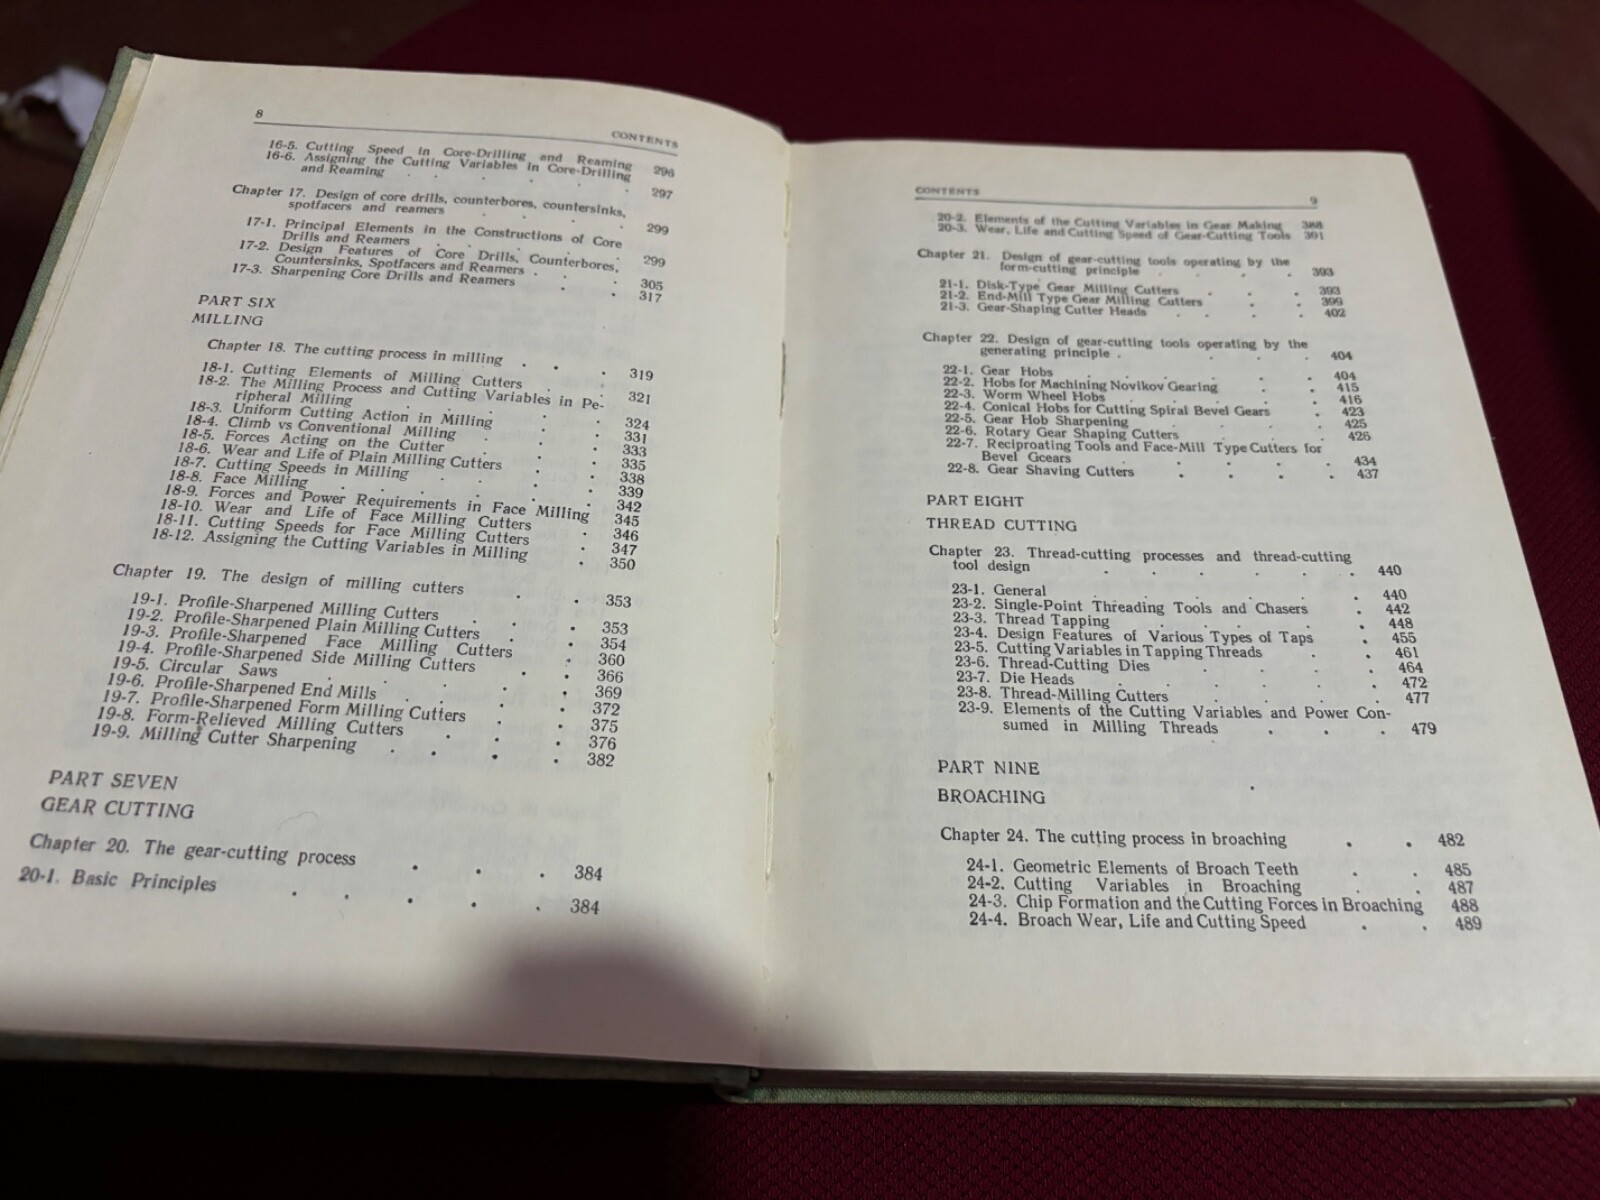 8
CONTENTS
16-5. Cutting Speed in Core-Drilling and Reaming 296
16-6. Assigning the Cutting Variables in Core-Drilling
and Reaming . . . . . . 297
Chapter 17. Design of core drills, counterbores, countersinks,
spotfacers and reamers . . . . 299
17-1. Principal Elements in the Constructions of Core
Drills and Reamers . . . . . 299
17-2. Design Features of Core Drills, Counterbores,
Countersinks, Spotfacers and Reamers . . . 305
17-3. Sharpening Core Drills and Reamers . . 317
PART SIX
MILLING
Chapter 18. The cutting process in milling . . . 319
18-1. Cutting Elements of Milling Cutters . . 321
18-2. The Milling Process and Cutting Variables in Pe-
ripheral Milling . . . . . 324
18-3. Uniform Cutting Action in Milling . . 331
18-4. Climb vs Conventional Milling . . . 333
18-5. Forces Acting on the Cutter . . . 335
18-6. Wear and Life of Plain Milling Cutters . . 338
18-7. Cutting Speeds in Milling . . . . 339
18-8. Face Milling . . . . . 342
18-9. Forces and Power Requirements in Face Milling 345
18-10. Wear and Life of Face Milling Cutters . 346
18-11. Cutting Speeds for Face Milling Cutters . 347
18-12. Assigning the Cutting Variables in Milling . 350
Chapter 19. The design of milling cutters . . 353
19-1. Profile-Sharpened Milling Cutters . . 353
19-2. Profile-Sharpened Plain Milling Cutters . . 354
19-3. Profile-Sharpened Face Milling Cutters . 360
19-4. Profile-Sharpened Side Milling Cutters . . 366
19-5. Circular Saws . . . . . 369
19-6. Profile-Sharpened End Mills . . . . 372
19-7. Profile-Sharpened Form Milling Cutters . . 375
19-8. Form-Relieved Milling Cutters . . . 376
19-9. Milling Cutter Sharpening . . . . 382
PART SEVEN
GEAR CUTTING
Chapter 20. The gear-cutting process . . . 384
20-1. Basic Principles . . . . . 384
CONTENTS
9
20-2. Elements of the Cutting Variables in Gear Making 388
20-3. Wear, Life and Cutting Speed of Gear-Cutting Tools 391
Chapter 21. Design of gear-cutting tools operating by the
form-cutting principle . . . . 393
21-1. Disk-Type Gear Milling Cutters . . . 393
21-2. End-Mill Type Gear Milling Cutters . . 399
21-3. Gear-Shaping Cutter Heads . . . . 402
Chapter 22. Design of gear-cutting tools operating by the
generating principle . . . . 404
22-1. Gear Hobs . . . . . 404
22-2. Hobs for Machining Novikov Gearing . . 415
22-3. Worm Wheel Hobs . . . . . 416
22-4. Conical Hobs for Cutting Spiral Bevel Gears . 423
22-5. Gear Hob Sharpening . . . . 425
22-6. Rotary Gear Shaping Cutters . . . 426
22-7. Reciproating Tools and Face-Mill Type Cutters for
Bevel Gcears . . . . . 434
22-8. Gear Shaving Cutters . . . . 437
PART EIGHT
THREAD CUTTING
Chapter 23. Thread-cutting processes and thread-cutting
tool design . . . . . . 440
23-1. General . . . . . . 440
23-2. Single-Point Threading Tools and Chasers . 442
23-3. Thread Tapping . . . . . 448
23-4. Design Features of Various Types of Taps . 455
23-5. Cutting Variables in Tapping Threads . . 461
23-6. Thread-Cutting Dies . . . . 464
23-7. Die Heads . . . . . . 472
23-8. Thread-Milling Cutters . . . . 477
23-9. Elements of the Cutting Variables and Power Con-
sumed in Milling Threads . . . 479
PART NINE
BROACHING
Chapter 24. The cutting process in broaching . . 482
24-1. Geometric Elements of Broach Teeth . . 485
24-2. Cutting Variables in Broaching . . 487
24-3. Chip Formation and the Cutting Forces in Broaching 488
24-4. Broach Wear, Life and Cutting Speed . . 489